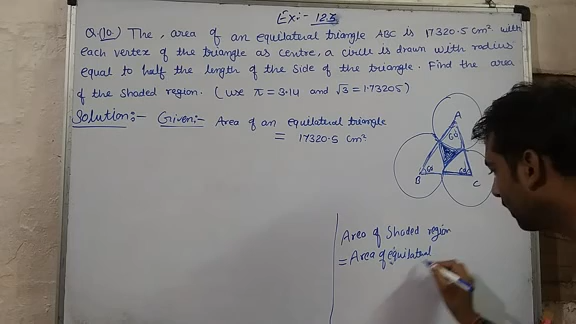 Ex:- 12.3
Q.(10.) The, area of an equilateral triangle ABC is 17320.5 cm² with
each vertex of the triangle as centre, a circle is drawn with radius
equal to half the length of the side of the triangle. Find the area
of the shaded region. (use π = 3.14 and √3 = 1.73205)
Solution:- Given:- Area of an equilateral triangle
= 17320.5 cm²
A
60
B 60 60 C
Area of Shaded region
= Area of equilateral